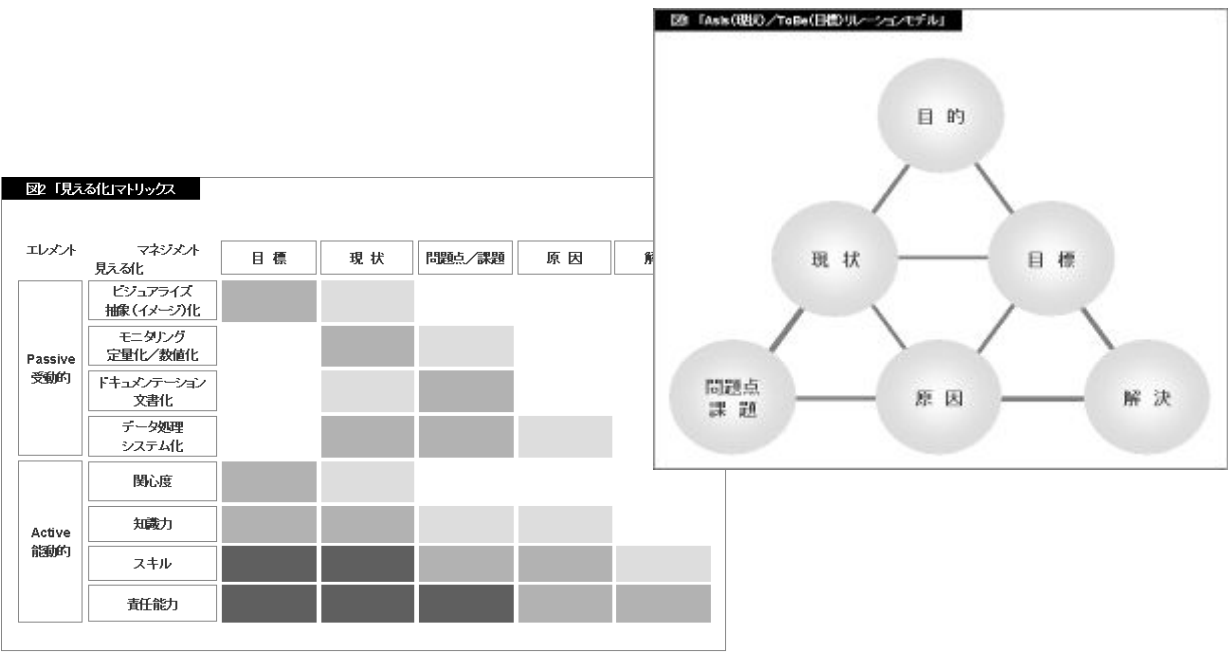 図2 「見える化」マトリックス
エレメント
マネジメント
見える化
目 標
現 状
問題点／課題
原 因
Passive
受動的
ビジュアライズ
抽象(イメージ)化
モニタリング
定量化／数値化
ドキュメンテーション
文書化
データ処理
システム化
Active
能動的
関心度
知識力
スキル
責任能力
「AsIs(現状)／ToBe(目標)リレーションモデル」
目 的
現 状
目 標
問題点
課 題
原 因
解 決